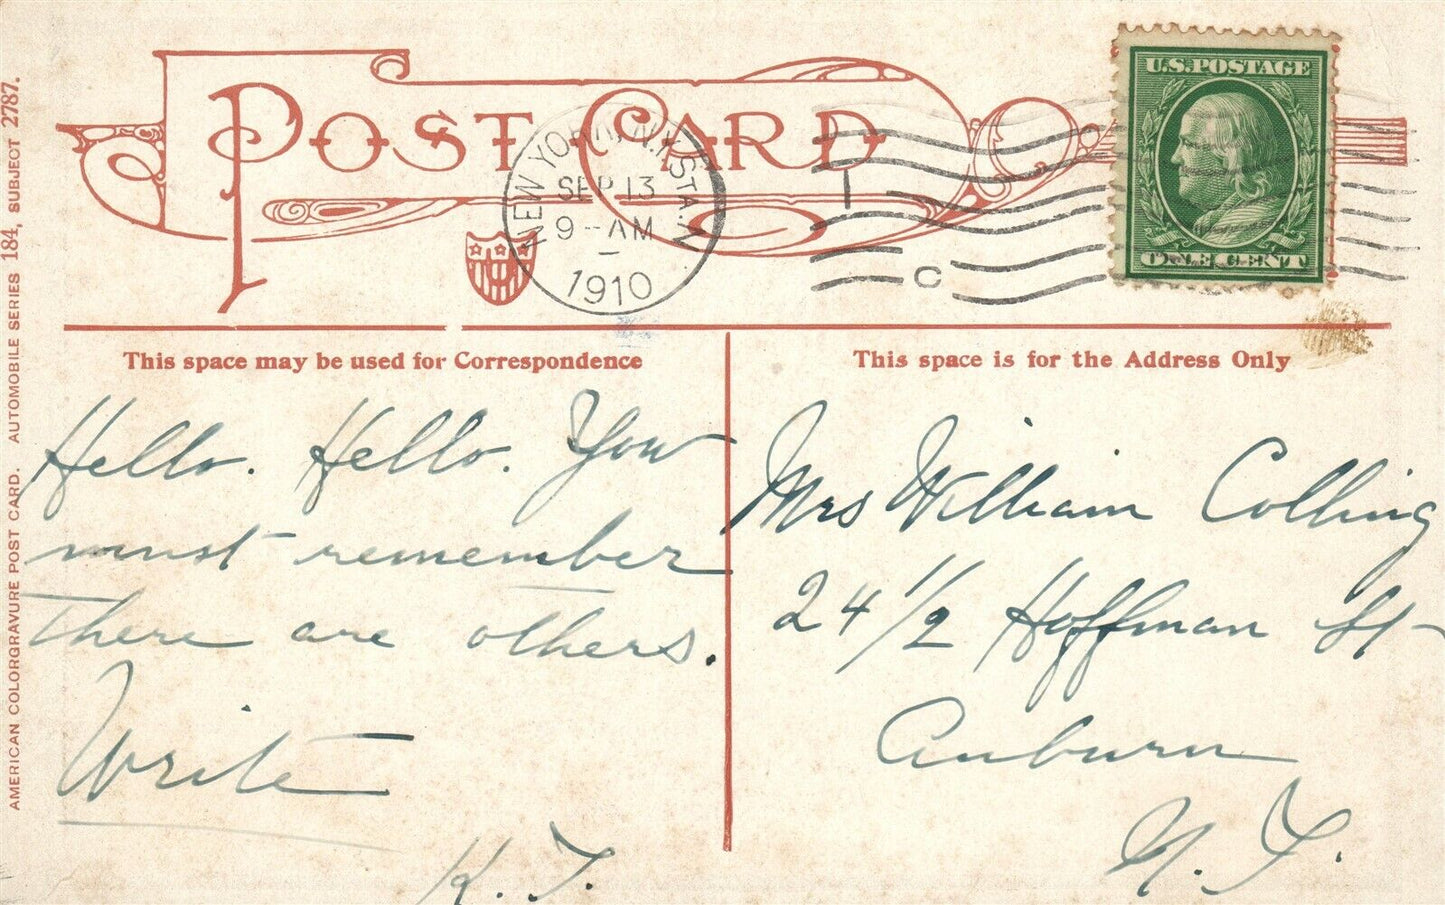 POST CARD
NEW YORK, N.Y. STA. N
SEP 13
9-AM
1910
1
C
U.S. POSTAGE
ONE CENT
This space may be used for Correspondence
This space is for the Address Only
Hello. Hello. You
must remember
there are others.
Write
K. T.
Mrs William Colling
24 1/2 Hoffman St
Auburn
N. Y.
AMERICAN COLORGRAVURE POST CARD. AUTOMOBILE SERIES 184, SUBJECT 2787.